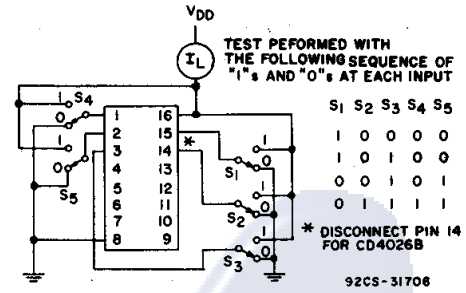 VDD
IL
TEST PEFORMED WITH
THE FOLLOWING SEQUENCE OF
"1"s AND "0"s AT EACH INPUT
S1 S2 S3 S4 S5
1 0 0 0 0
1 0 1 0 0
0 0 1 0 1
0 1 1 1 1
* DISCONNECT PIN 14
FOR CD4026B
1 S4
0
1
0
S5
1 16
2 15
3 14 *
4 13
5 12
6 11
7 10
8 9
1
S1 0
1
S2 0
1
S3 0
92CS-31706